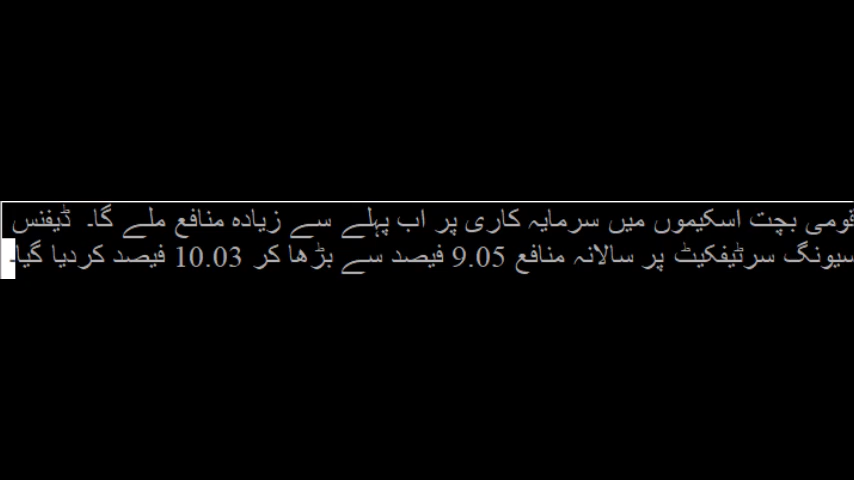 قومی بچت اسکیموں میں سرمایہ کاری پر اب پہلے سے زیادہ منافع ملے گا۔ ڈیفنس
سیونگ سرٹیفکیٹ پر سالانہ منافع 9.05 فیصد سے بڑھا کر 10.03 فیصد کردیا گیا۔